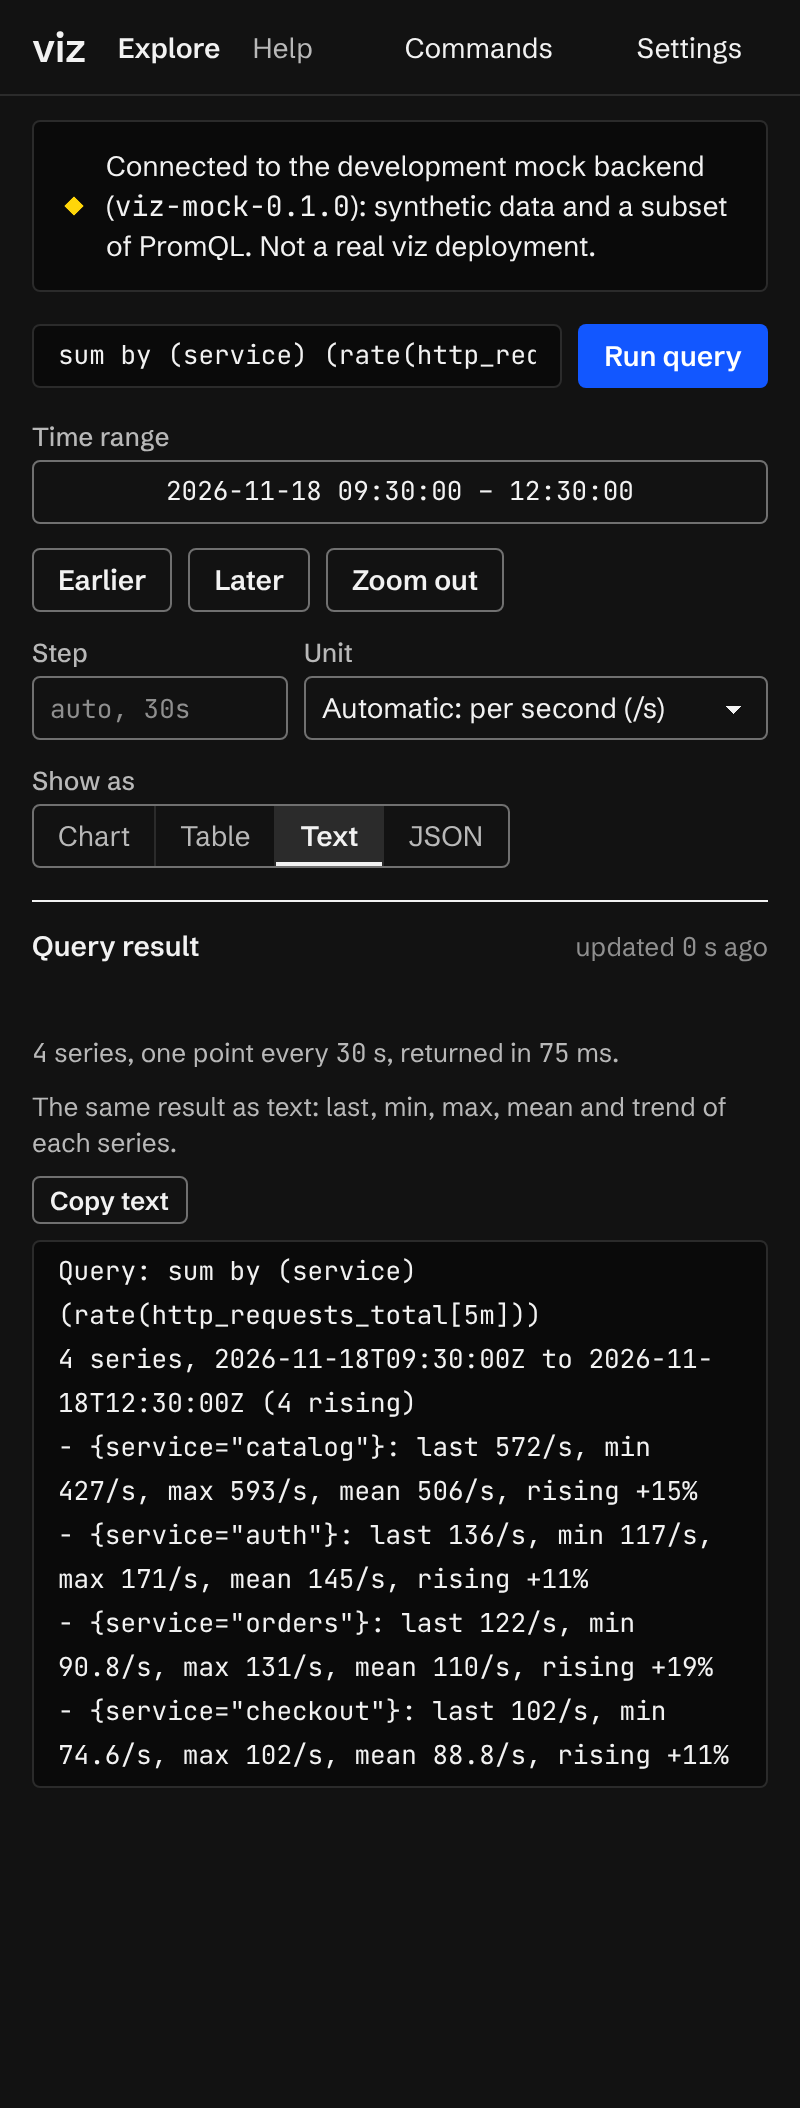 viz Explore Help Commands Settings
Connected to the development mock backend
(viz-mock-0.1.0): synthetic data and a subset
of PromQL. Not a real viz deployment.
sum by (service) (rate(http_req
Run query
Time range
2026-11-18 09:30:00 – 12:30:00
Earlier Later Zoom out
Step Unit
auto, 30s Automatic: per second (/s)
Show as
Chart Table Text JSON
Query result updated 0 s ago
4 series, one point every 30 s, returned in 75 ms.
The same result as text: last, min, max, mean and trend of
each series.
Copy text
Query: sum by (service)
(rate(http_requests_total[5m]))
4 series, 2026-11-18T09:30:00Z to 2026-11-
18T12:30:00Z (4 rising)
- {service="catalog"}: last 572/s, min
427/s, max 593/s, mean 506/s, rising +15%
- {service="auth"}: last 136/s, min 117/s,
max 171/s, mean 145/s, rising +11%
- {service="orders"}: last 122/s, min
90.8/s, max 131/s, mean 110/s, rising +19%
- {service="checkout"}: last 102/s, min
74.6/s, max 102/s, mean 88.8/s, rising +11%